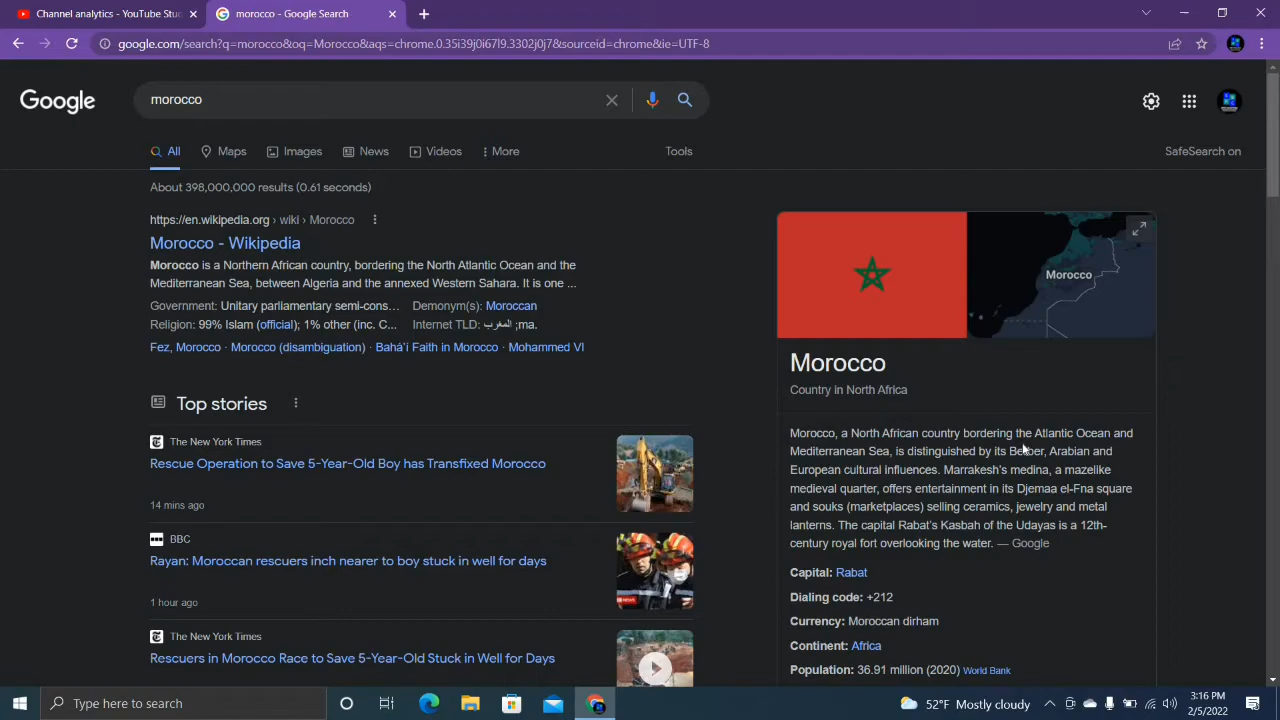 Channel analytics - YouTube Stu
morocco - Google Search
google.com/search?q=morocco&oq=Morocco&aqs=chrome.0.35i39j0i67l9.3302j0j7&sourceid=chrome&ie=UTF-8
Google
morocco
All
Maps
Images
News
Videos
More
Tools
SafeSearch on
About 398,000,000 results (0.61 seconds)
https://en.wikipedia.org › wiki › Morocco
Morocco - Wikipedia
Morocco is a Northern African country, bordering the North Atlantic Ocean and the
Mediterranean Sea, between Algeria and the annexed Western Sahara. It is one ...
Government: Unitary parliamentary semi-cons... Demonym(s): Moroccan
Religion: 99% Islam (official); 1% other (inc. C... Internet TLD: المغرب ;ma.
Fez, Morocco · Morocco (disambiguation) · Bahá'í Faith in Morocco · Mohammed VI
Top stories
The New York Times
Rescue Operation to Save 5-Year-Old Boy has Transfixed Morocco
14 mins ago
BBC
Rayan: Moroccan rescuers inch nearer to boy stuck in well for days
1 hour ago
NEWS
The New York Times
Rescuers in Morocco Race to Save 5-Year-Old Stuck in Well for Days
Morocco
Morocco
Country in North Africa
Morocco, a North African country bordering the Atlantic Ocean and
Mediterranean Sea, is distinguished by its Berber, Arabian and
European cultural influences. Marrakesh's medina, a mazelike
medieval quarter, offers entertainment in its Djemaa el-Fna square
and souks (marketplaces) selling ceramics, jewelry and metal
lanterns. The capital Rabat's Kasbah of the Udayas is a 12th-
century royal fort overlooking the water. — Google
Capital: Rabat
Dialing code: +212
Currency: Moroccan dirham
Continent: Africa
Population: 36.91 million (2020) World Bank
Type here to search
52°F Mostly cloudy
3:16 PM
2/5/2022